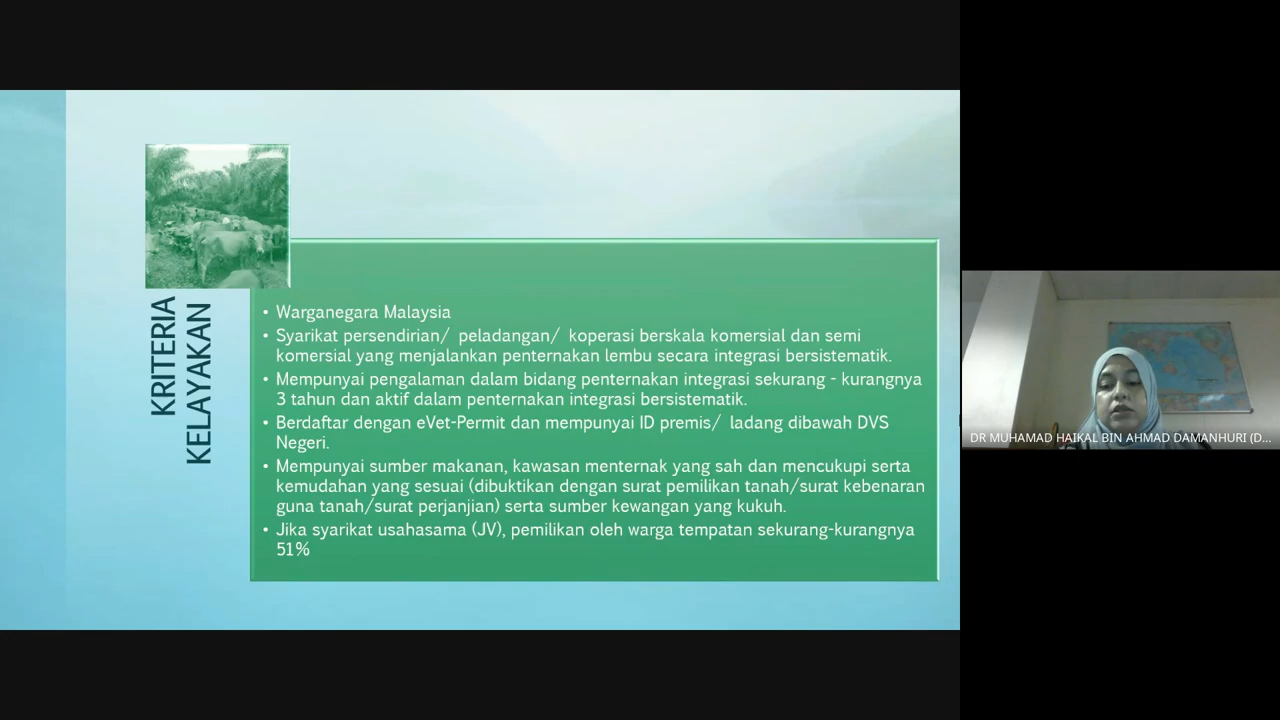 KRITERIA
KELAYAKAN
• Warganegara Malaysia
• Syarikat persendirian/ peladangan/ koperasi berskala komersial dan semi
komersial yang menjalankan penternakan lembu secara integrasi bersistematik.
• Mempunyai pengalaman dalam bidang penternakan integrasi sekurang - kurangnya
3 tahun dan aktif dalam penternakan integrasi bersistematik.
• Berdaftar dengan eVet-Permit dan mempunyai ID premis/ ladang dibawah DVS
Negeri.
• Mempunyai sumber makanan, kawasan menternak yang sah dan mencukupi serta
kemudahan yang sesuai (dibuktikan dengan surat pemilikan tanah/surat kebenaran
guna tanah/surat perjanjian) serta sumber kewangan yang kukuh.
• Jika syarikat usahasama (JV), pemilikan oleh warga tempatan sekurang-kurangnya
51%
DR MUHAMAD HAIKAL BIN AHMAD DAMANHURI (D...